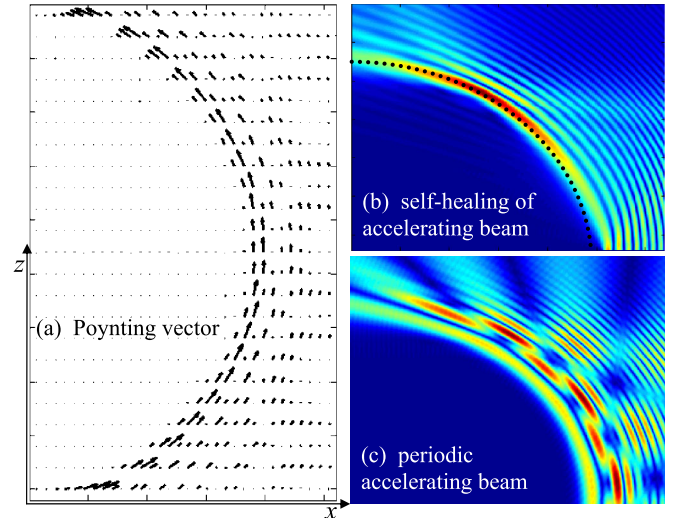 (b) self-healing of
accelerating beam
z
(a) Poynting vector
(c) periodic
accelerating beam
x